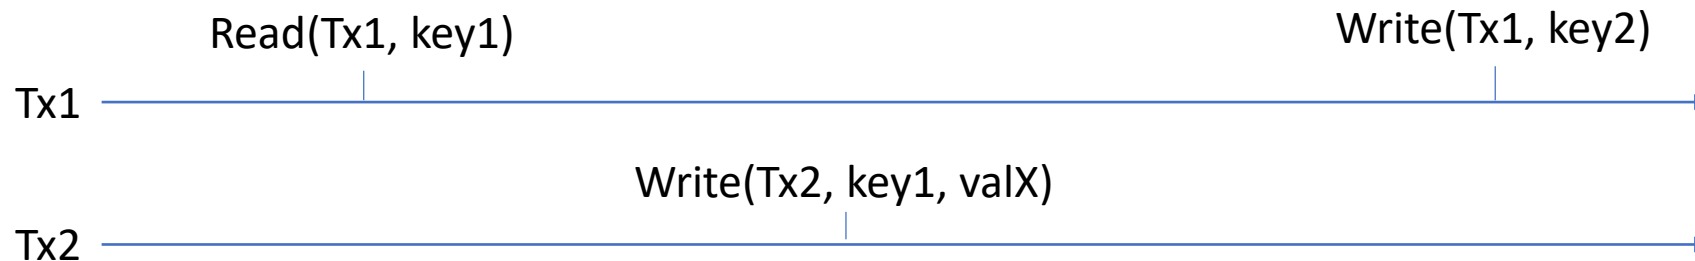 Read(Tx1, key1)
Write(Tx1, key2)
Tx1
Write(Tx2, key1, valX)
Tx2